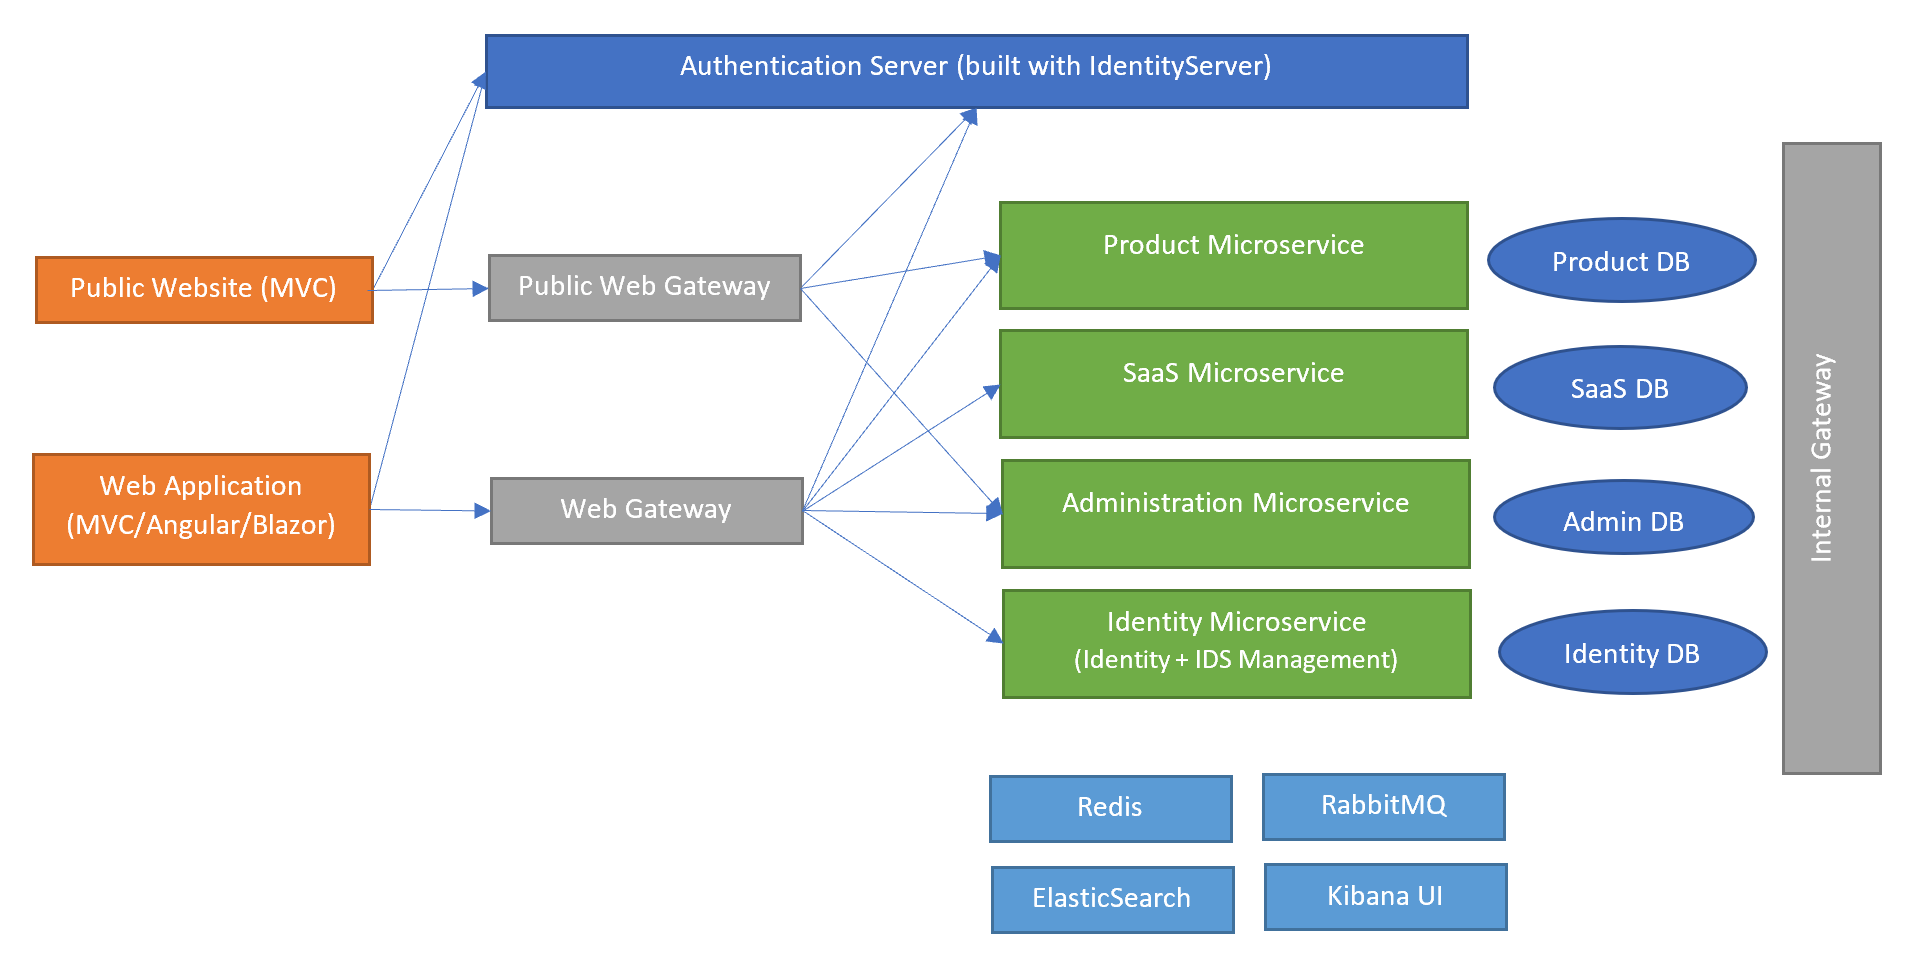 Authentication Server (built with IdentityServer)
Public Website (MVC)
Public Web Gateway
Product Microservice
Product DB
SaaS Microservice
SaaS DB
Web Application
(MVC/Angular/Blazor)
Web Gateway
Administration Microservice
Admin DB
Identity Microservice
(Identity + IDS Management)
Identity DB
Internal Gateway
Redis
RabbitMQ
ElasticSearch
Kibana UI